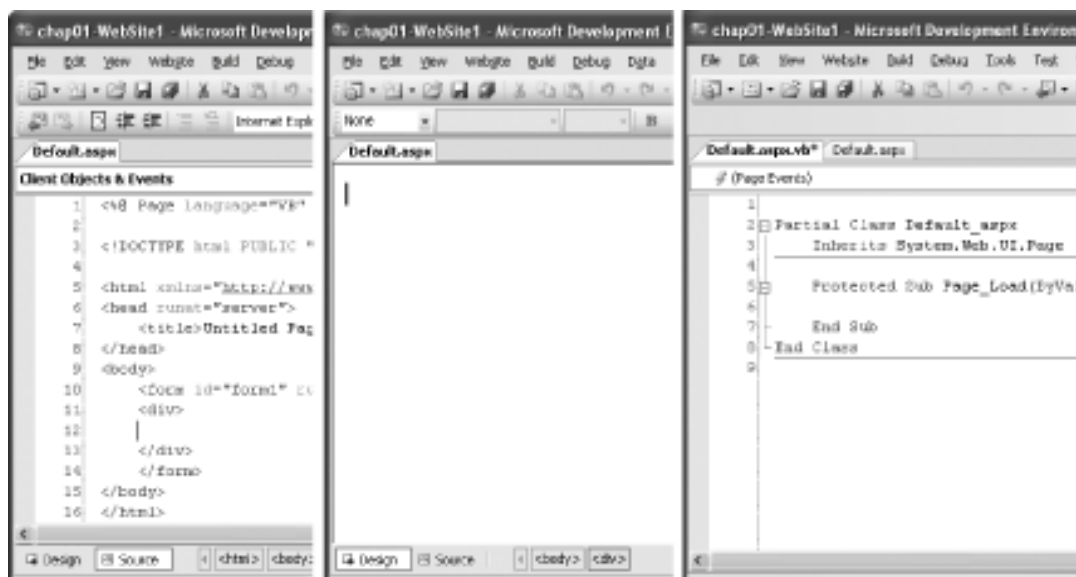 chap01-WebSite1 - Microsoft Develop
File Edit View Website Build Debug
Internet Expl
Default.aspx
Client Objects & Events
1 <%@ Page Language="VB"
2
3 <!DOCTYPE html PUBLIC "
4
5 <html xmlns="http://www
6 <head runat="server">
7 <title>Untitled Pag
8 </head>
9 <body>
10 <form id="form1" ru
11 <div>
12
13 </div>
14 </form>
15 </body>
16 </html>
Design Source <html> <body>
chap01-WebSite1 - Microsoft Development E
File Edit View Website Build Debug Data
None B
Default.aspx
Design Source <body> <div>
chap01-WebSite1 - Microsoft Development Environ
File Edit View Website Build Debug Tools Test
Default.aspx.vb* Default.aspx
(Page Events)
1
2 Partial Class Default_aspx
3 Inherits System.Web.UI.Page
4
5 Protected Sub Page_Load(ByVal
6
7 End Sub
8 End Class
9